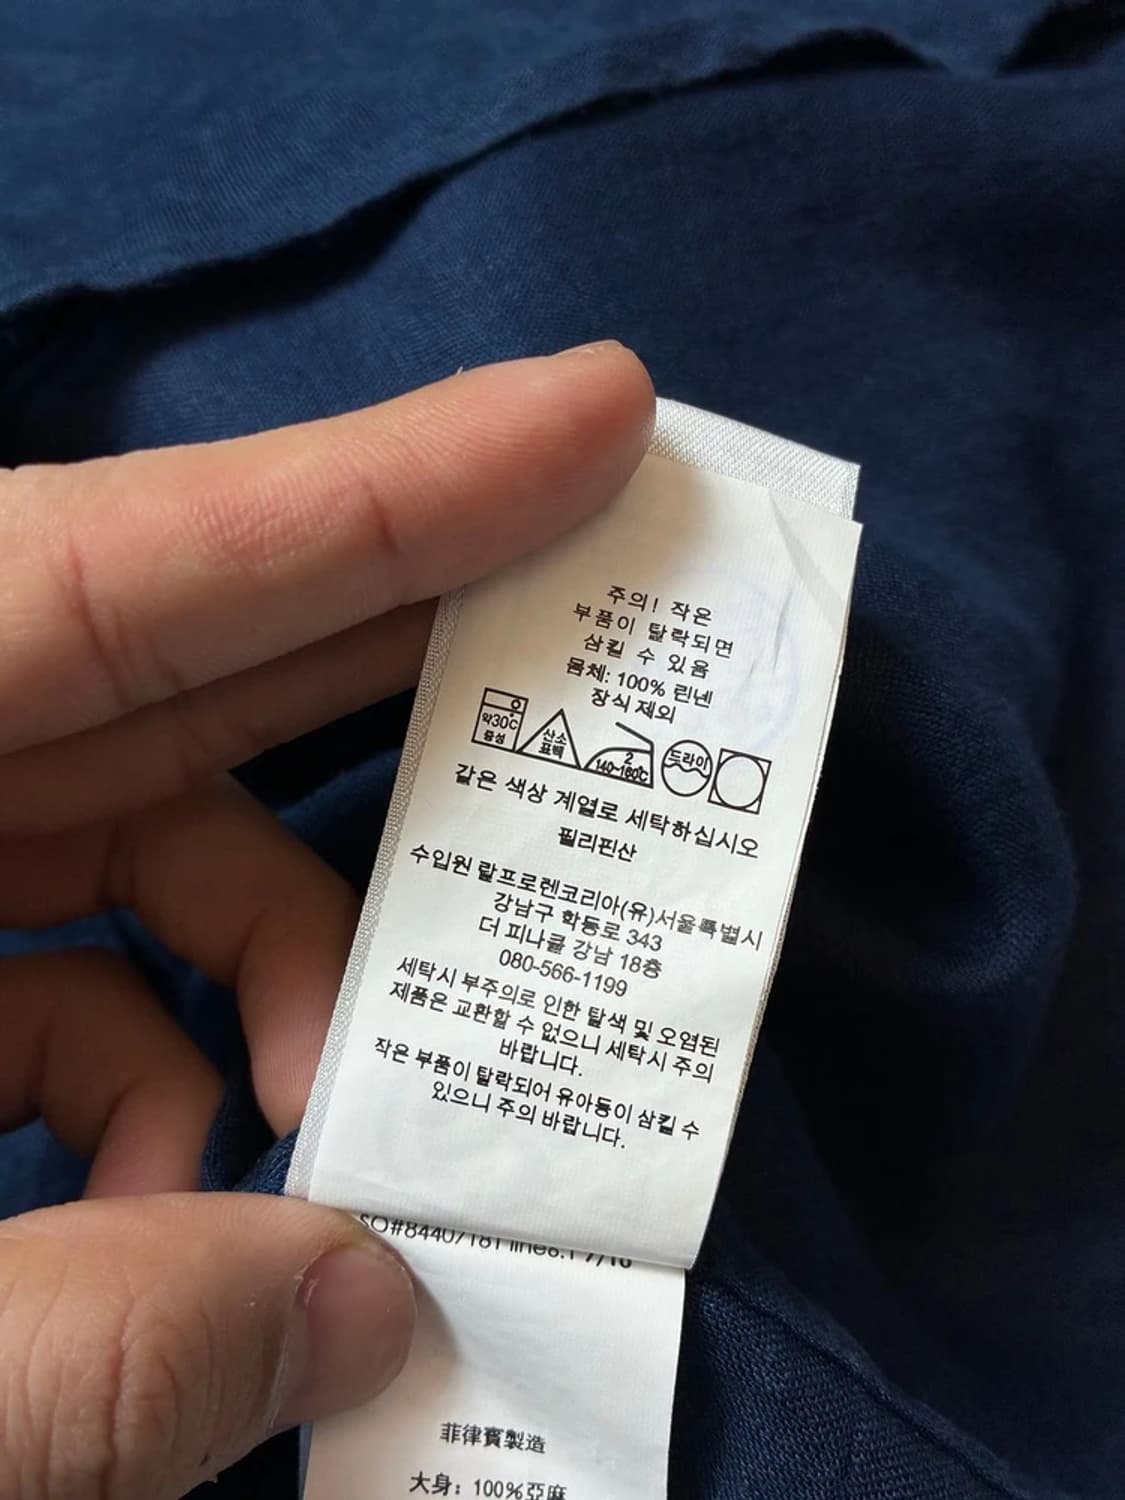 주의! 작은
부품이 탈락되면
삼킬 수 있음
몸체: 100% 린넨
장식 제외
약30℃
중성
산소
표백
2
140~160℃
드라이
같은 색상 계열로 세탁하십시오
필리핀산
수입원 랄프로렌코리아(유)서울특별시
강남구 학동로 343
더 피나클 강남 18층
080-566-1199
세탁시 부주의로 인한 탈색 및 오염된
제품은 교환할 수 없으니 세탁시 주의
바랍니다.
작은 부품이 탈락되어 유아등이 삼킬 수
있으니 주의 바랍니다.
SO#8440/181
菲律賓製造
大身：100%亞麻